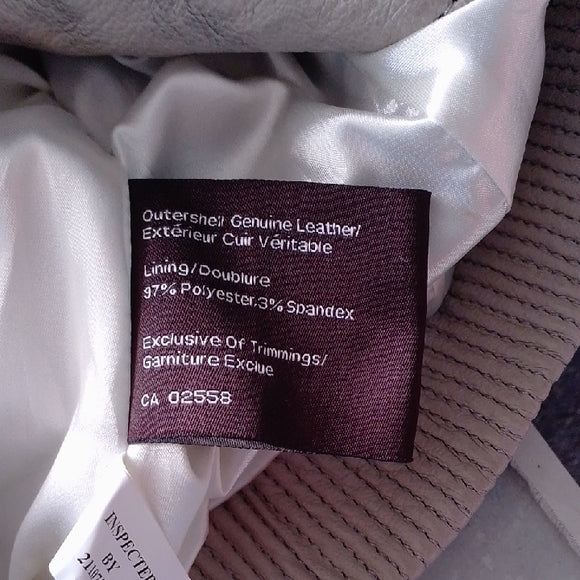 Outershell Genuine Leather/
Extérieur Cuir Véritable
Lining/Doublure
97% Polyester,3% Spandex
Exclusive Of Trimmings/
Garniture Exclue
CA 02558
INSPECTED
BY